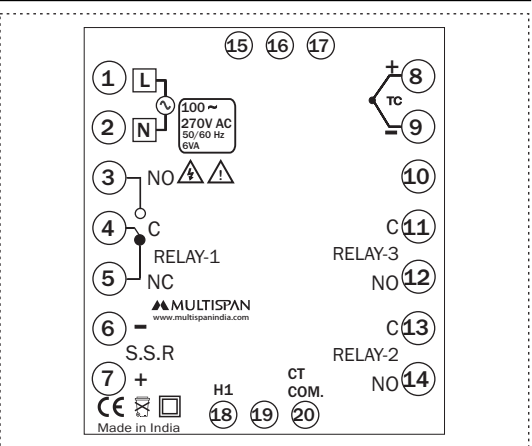 15 16 17
1 L
2 N
100 ~
270V AC
50/60 Hz
6VA
+ 8
TC
- 9
3 NO
10
4 C
C 11
RELAY-1
RELAY-3
5 NC
NO 12
MULTISPAN
www.multispanindia.com
6 -
C 13
S.S.R
RELAY-2
7 +
NO 14
CE
Made in India
H1
CT
COM.
18 19 20